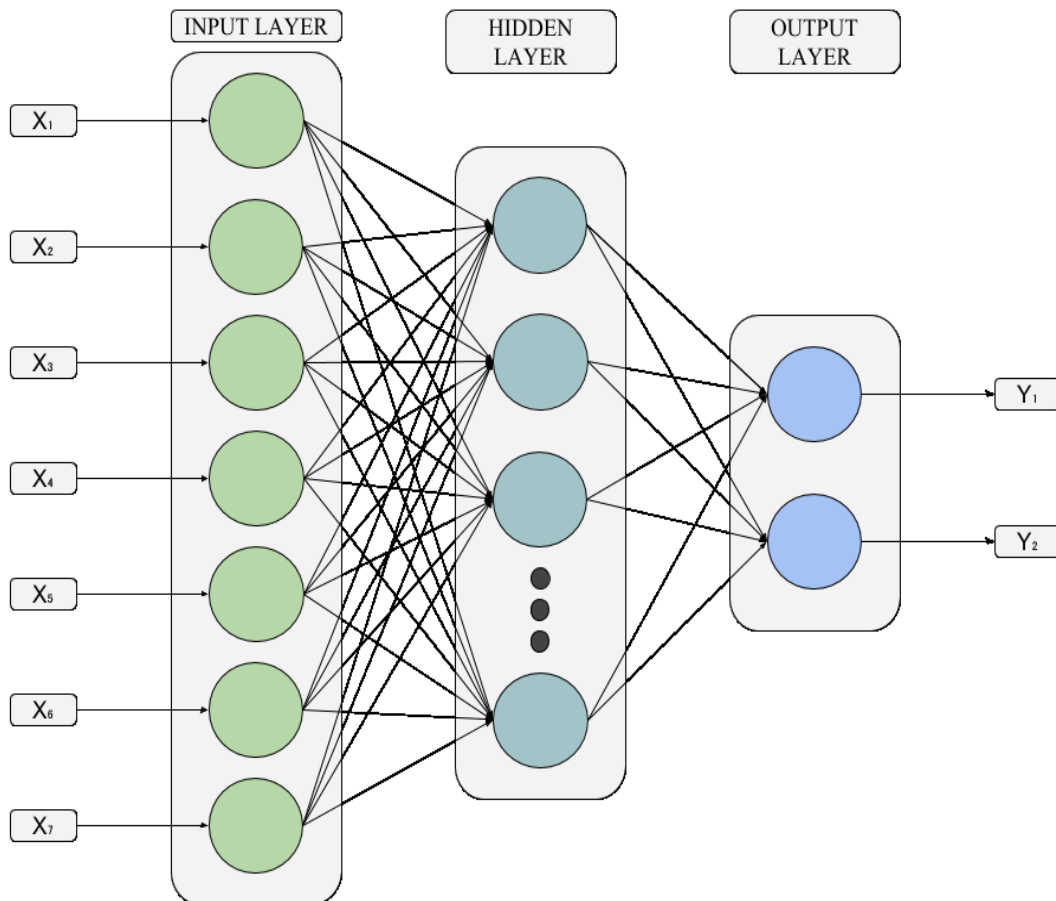 INPUT LAYER
HIDDEN
LAYER
OUTPUT
LAYER
X₁
X₂
X₃
X₄
X₅
X₆
X₇
Y₁
Y₂